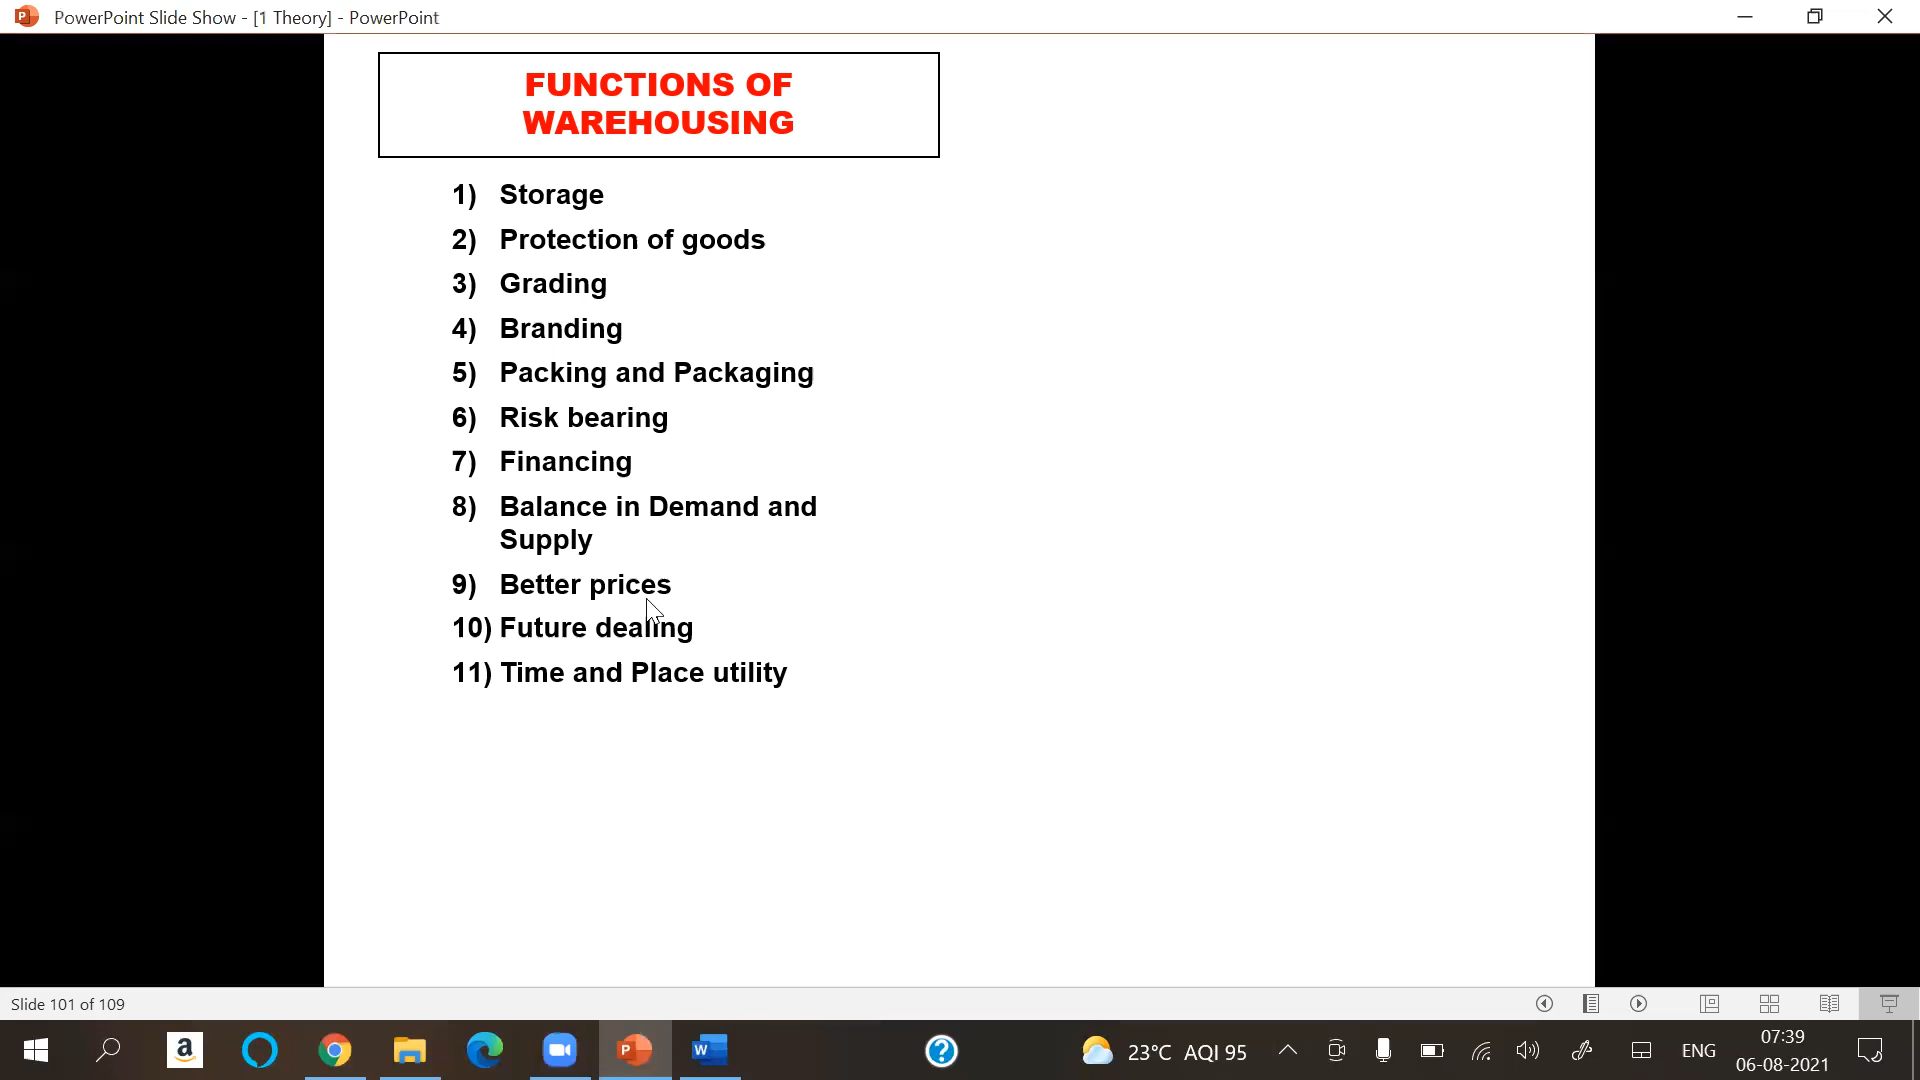 PowerPoint Slide Show - [1 Theory] - PowerPoint
FUNCTIONS OF
WAREHOUSING
1) Storage
2) Protection of goods
3) Grading
4) Branding
5) Packing and Packaging
6) Risk bearing
7) Financing
8) Balance in Demand and
Supply
9) Better prices
10) Future dealing
11) Time and Place utility
Slide 101 of 109
23°C AQI 95
ENG
07:39
06-08-2021